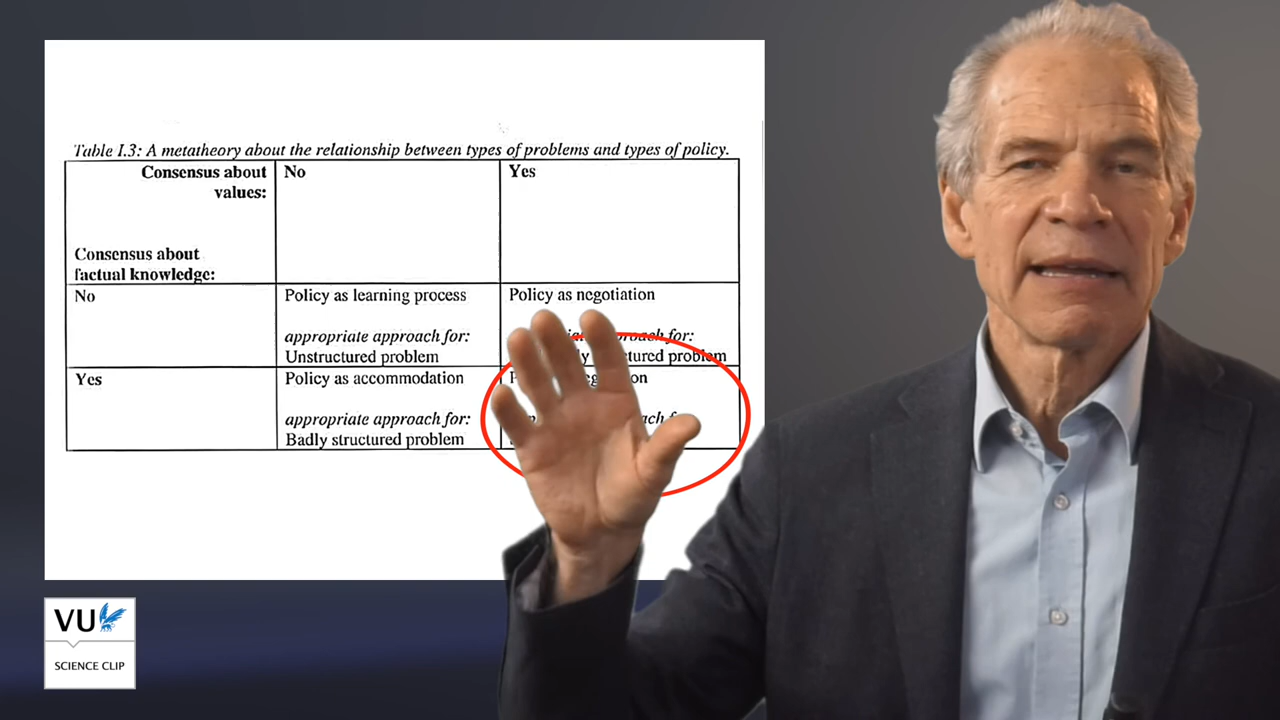 Table I.3: A metatheory about the relationship between types of problems and types of policy.
Consensus about values: No Yes
Consensus about factual knowledge:
No Policy as learning process Policy as negotiation
appropriate approach for: for:
Unstructured problem problem
Yes Policy as accommodation
appropriate approach for:
Badly structured problem
VU
SCIENCE CLIP